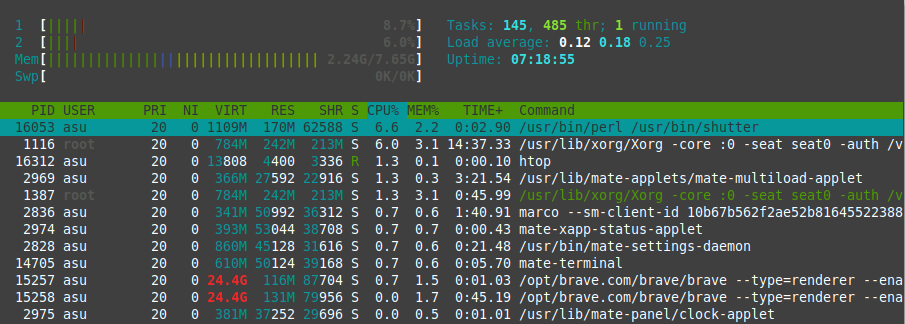 1 [||||| 8.7%] Tasks: 145, 485 thr; 1 running
2 [|||| 6.0%] Load average: 0.12 0.18 0.25
Mem[|||||||||||||||||||||||||||||||||| 2.24G/7.65G] Uptime: 07:18:55
Swp[ 0K/0K]
PID USER PRI NI VIRT RES SHR S CPU% MEM% TIME+ Command
16053 asu 20 0 1109M 170M 62588 S 6.6 2.2 0:02.90 /usr/bin/perl /usr/bin/shutter
1116 root 20 0 784M 242M 213M S 6.0 3.1 14:37.33 /usr/lib/xorg/Xorg -core :0 -seat seat0 -auth /v
16312 asu 20 0 13808 4400 3336 R 1.3 0.1 0:00.10 htop
2969 asu 20 0 366M 27592 22916 S 1.3 0.3 3:21.54 /usr/lib/mate-applets/mate-multiload-applet
1387 root 20 0 784M 242M 213M S 1.3 3.1 0:45.99 /usr/lib/xorg/Xorg -core :0 -seat seat0 -auth /v
2836 asu 20 0 341M 50992 36312 S 0.7 0.6 1:40.91 marco --sm-client-id 10b67b562f2ae52b81645522388
2974 asu 20 0 393M 53044 38708 S 0.7 0.7 0:00.43 mate-xapp-status-applet
2828 asu 20 0 860M 45128 31616 S 0.7 0.6 0:21.48 /usr/bin/mate-settings-daemon
14705 asu 20 0 610M 50124 39168 S 0.7 0.6 0:05.70 mate-terminal
15257 asu 20 0 24.4G 116M 87704 S 0.7 1.5 0:01.03 /opt/brave.com/brave/brave --type=renderer --ena
15258 asu 20 0 24.4G 131M 79956 S 0.0 1.7 0:45.19 /opt/brave.com/brave/brave --type=renderer --ena
2975 asu 20 0 381M 37252 29696 S 0.0 0.5 0:01.01 /usr/lib/mate-panel/clock-applet